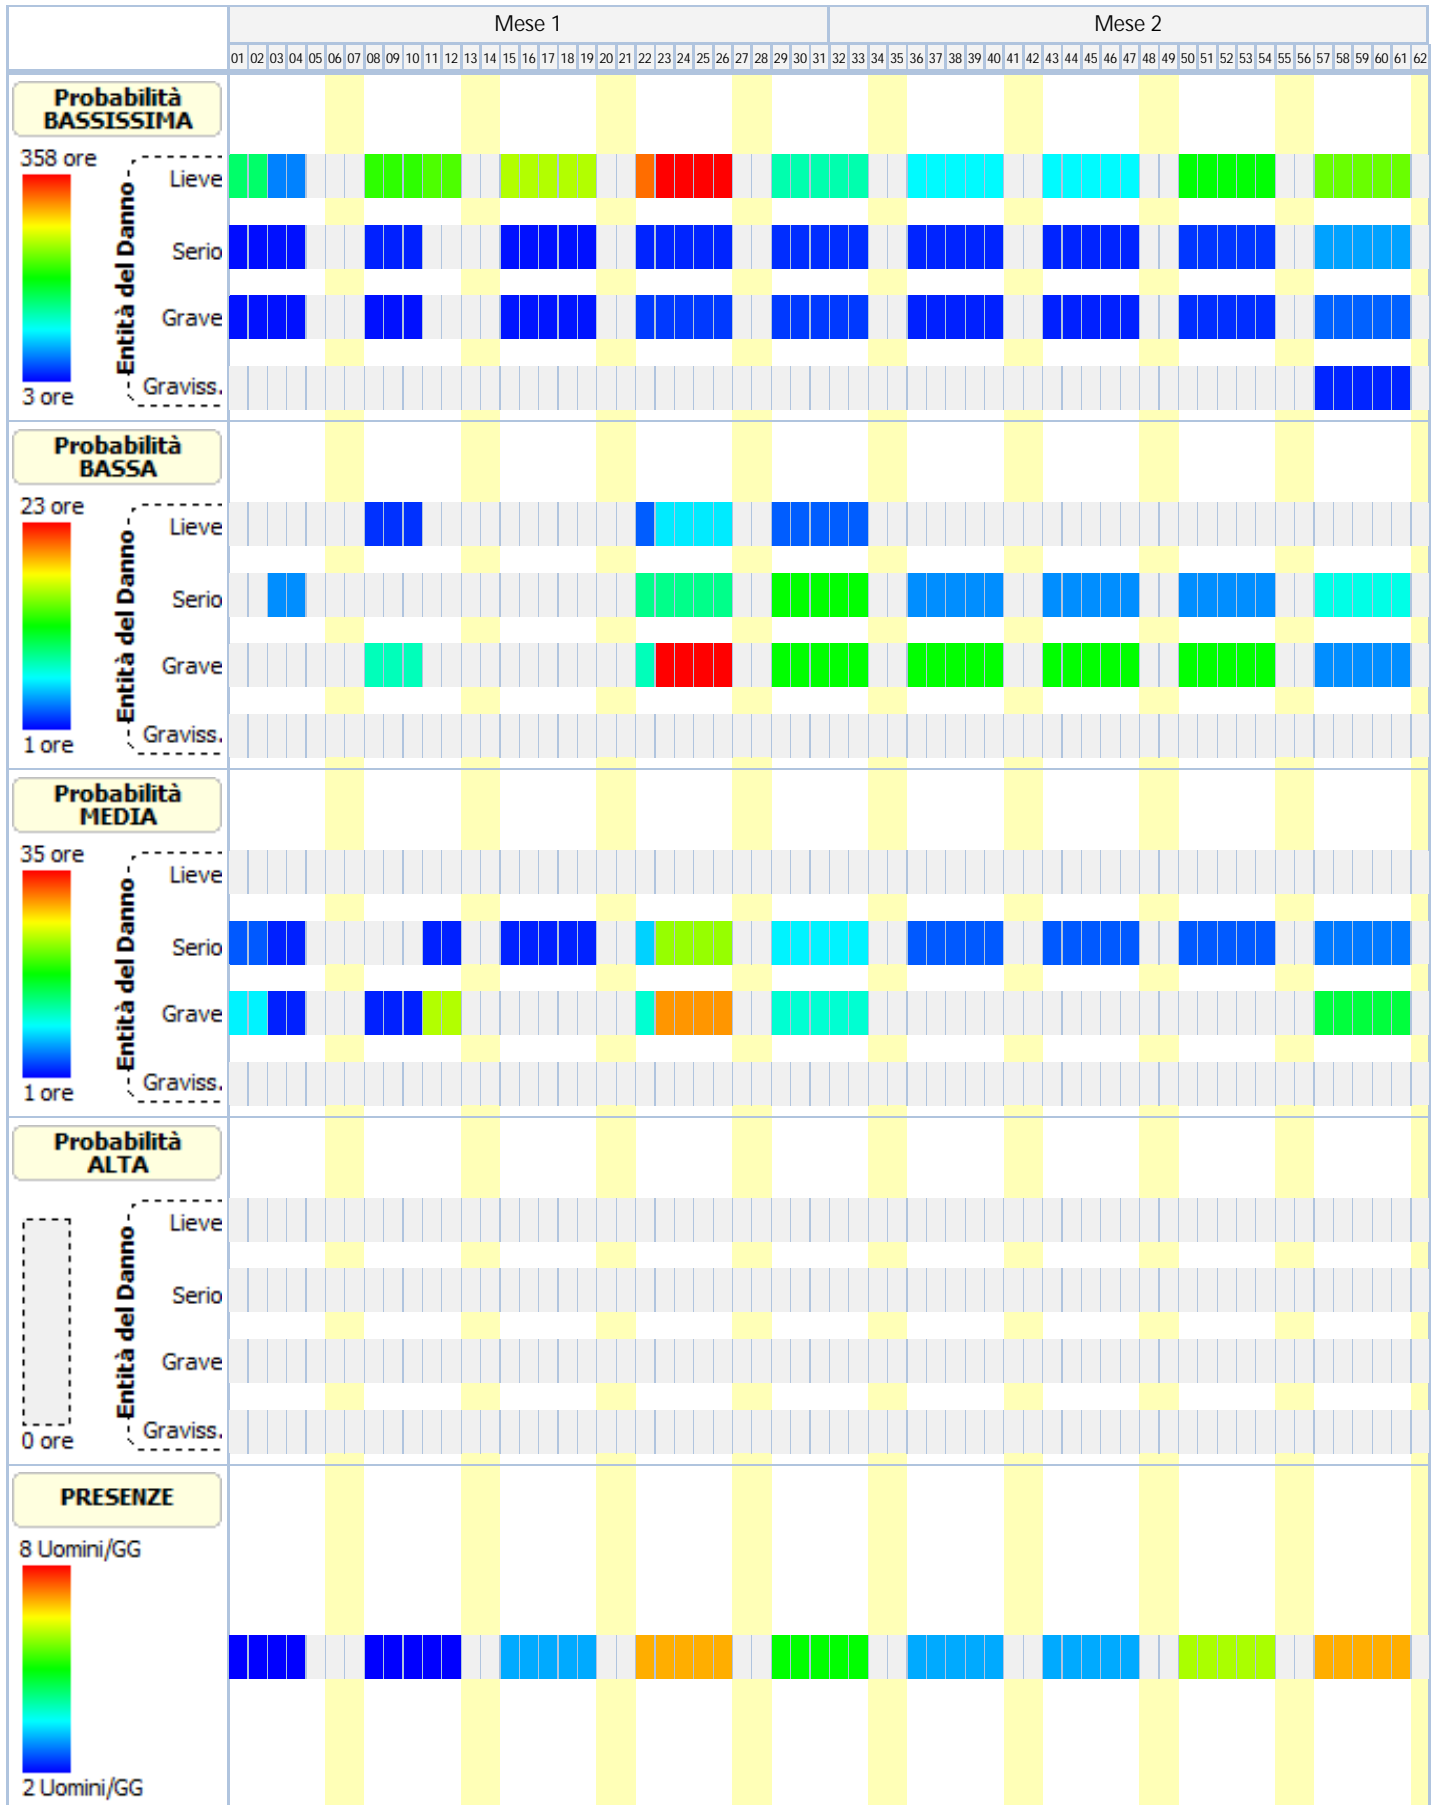 Mese 1 Mese 2
01 02 03 04 05 06 07 08 09 10 11 12 13 14 15 16 17 18 19 20 21 22 23 24 25 26 27 28 29 30 31 32 33 34 35 36 37 38 39 40 41 42 43 44 45 46 47 48 49 50 51 52 53 54 55 56 57 58 59 60 61 62
Probabilità
BASSISSIMA
358 ore
Entità del Danno
Lieve
Serio
Grave
Graviss.
3 ore
Probabilità
BASSA
23 ore
Entità del Danno
Lieve
Serio
Grave
Graviss.
1 ore
Probabilità
MEDIA
35 ore
Entità del Danno
Lieve
Serio
Grave
Graviss.
1 ore
Probabilità
ALTA
Entità del Danno
Lieve
Serio
Grave
Graviss.
0 ore
PRESENZE
8 Uomini/GG
2 Uomini/GG